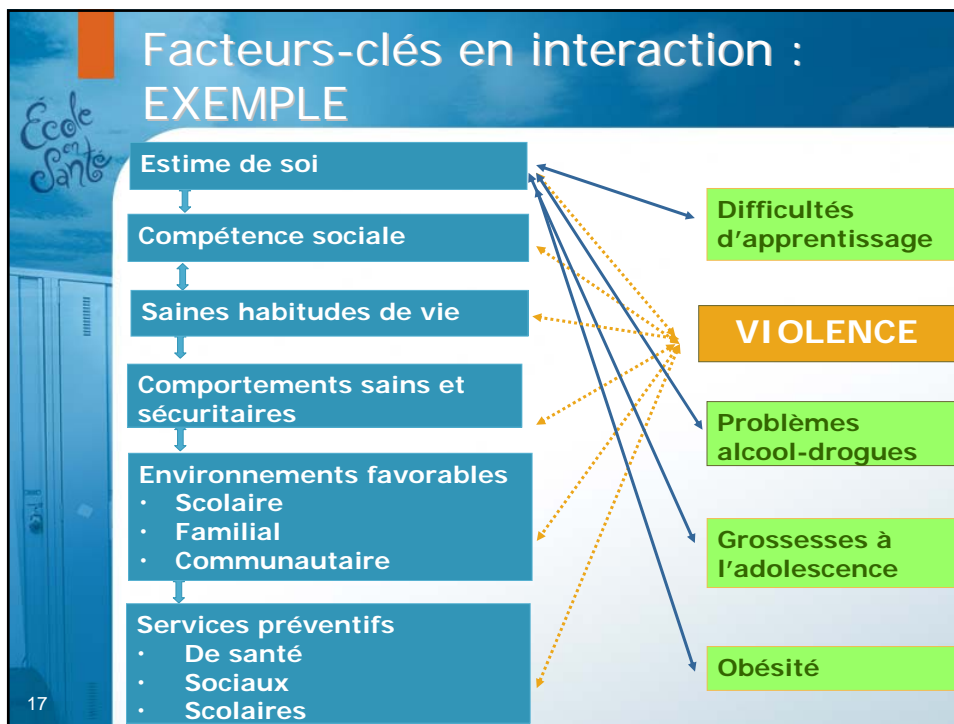 Facteurs-clés en interaction :
EXEMPLE
École
en
Santé
Estime de soi
Compétence sociale
Saines habitudes de vie
Comportements sains et
sécuritaires
Environnements favorables
· Scolaire
· Familial
· Communautaire
Services préventifs
· De santé
· Sociaux
· Scolaires
Difficultés
d'apprentissage
VIOLENCE
Problèmes
alcool-drogues
Grossesses à
l'adolescence
Obésité
17